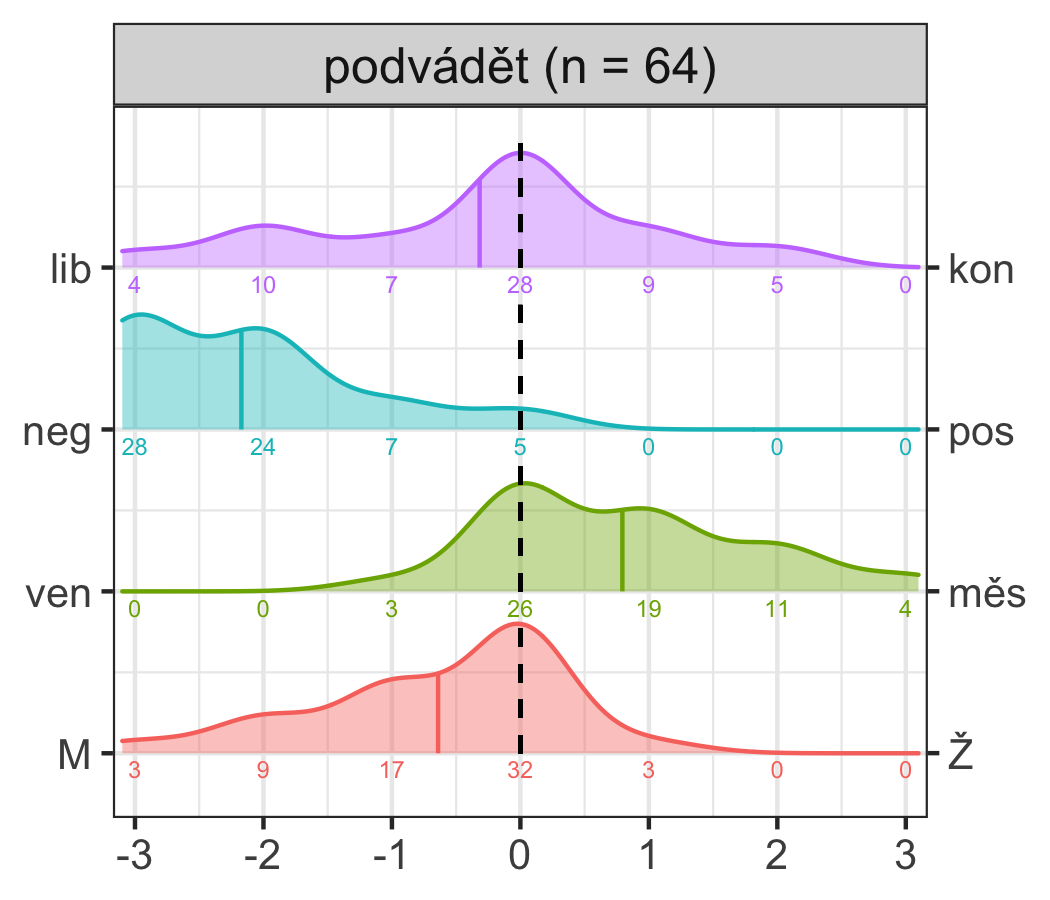 podvádět (n = 64)
lib kon
4 10 7 28 9 5 0
neg pos
28 24 7 5 0 0 0
ven měs
0 0 3 26 19 11 4
M Ž
3 9 17 32 3 0 0
-3 -2 -1 0 1 2 3